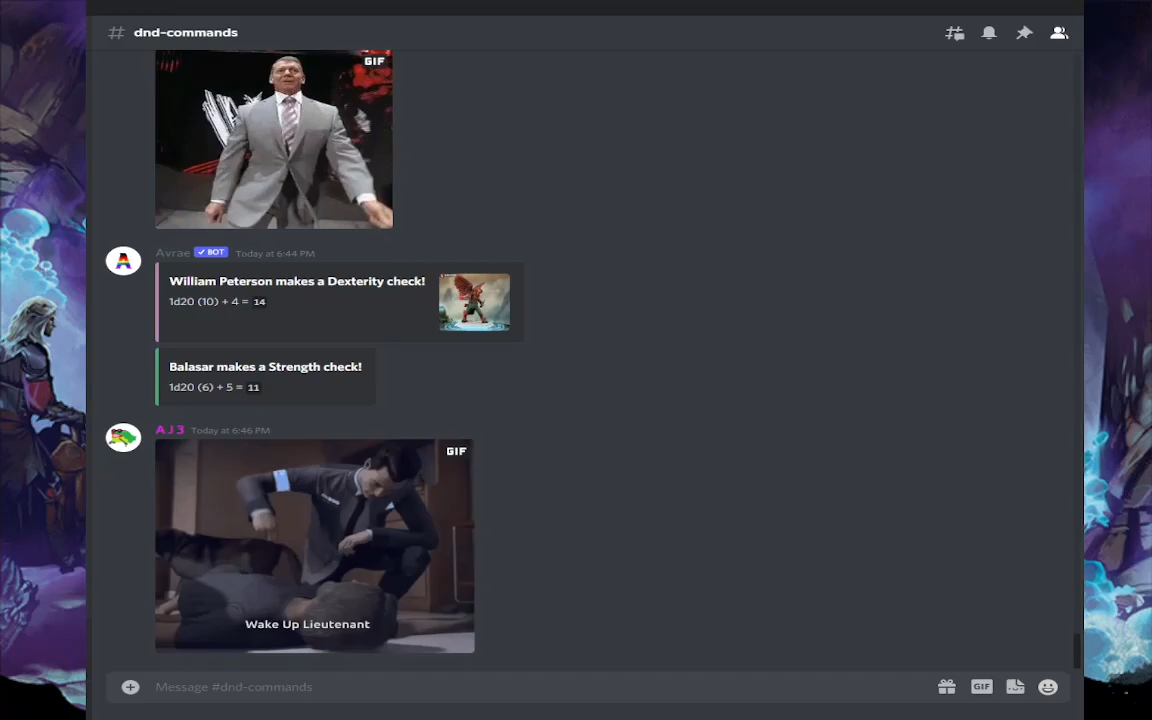 # dnd-commands
GIF
Avrae ✓ BOT Today at 6:44 PM
A
William Peterson makes a Dexterity check!
1d20 (10) + 4 = 14
Balasar makes a Strength check!
1d20 (6) + 5 = 11
AJ3 Today at 6:46 PM
GIF
Wake Up Lieutenant
Message #dnd-commands
GIF